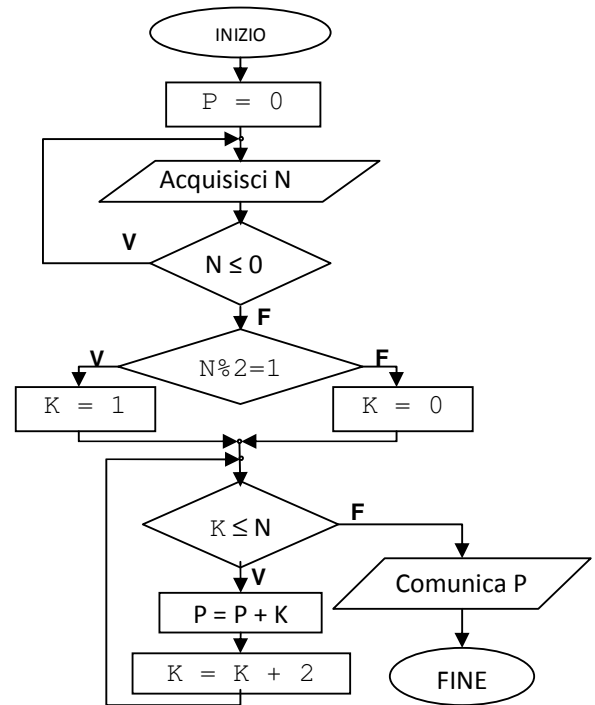 INIZIO
P = 0
Acquisisci N
V
N ≤ 0
F
V
N%2=1
F
K = 1
K = 0
K ≤ N
F
V
Comunica P
P = P + K
K = K + 2
FINE